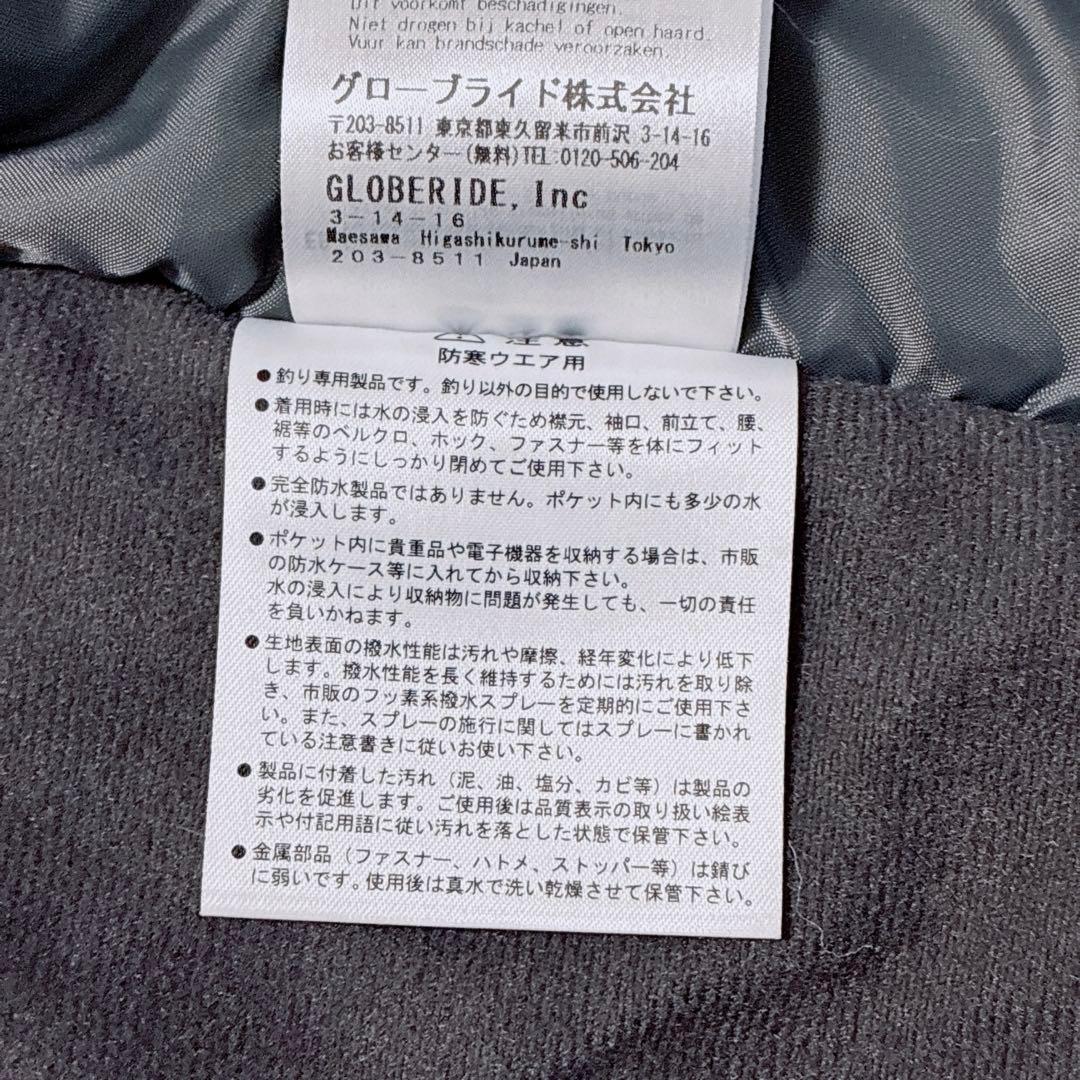 Dit voorkomt beschadigingen.
Niet drogen bij kachel of open haard.
Vuur kan brandschade veroorzaken.
グローブライド株式会社
〒203-8511 東京都東久留米市前沢 3-14-16
お客様センター(無料)TEL:0120-506-204
GLOBERIDE, Inc
3-14-16
Maesawa Higashikurume-shi Tokyo
203-8511 Japan
注意
防寒ウエア用
●釣り専用製品です。釣り以外の目的で使用しないで下さい。
●着用時には水の浸入を防ぐため襟元、袖口、前立て、腰、
裾等のベルクロ、ホック、ファスナー等を体にフィット
するようにしっかり閉めてご使用下さい。
●完全防水製品ではありません。ポケット内にも多少の水
が浸入します。
●ポケット内に貴重品や電子機器を収納する場合は、市販
の防水ケース等に入れてから収納下さい。
水の浸入により収納物に問題が発生しても、一切の責任
を負いかねます。
●生地表面の撥水性能は汚れや摩擦、経年変化により低下
します。撥水性能を長く維持するためには汚れを取り除
き、市販のフッ素系撥水スプレーを定期的にご使用下さ
い。また、スプレーの施行に関してはスプレーに書かれ
ている注意書きに従いお使い下さい。
●製品に付着した汚れ（泥、油、塩分、カビ等）は製品の
劣化を促進します。ご使用後は品質表示の取り扱い絵表
示や付記用語に従い汚れを落とした状態で保管下さい。
●金属部品（ファスナー、ハトメ、ストッパー等）は錆び
に弱いです。使用後は真水で洗い乾燥させて保管下さい。